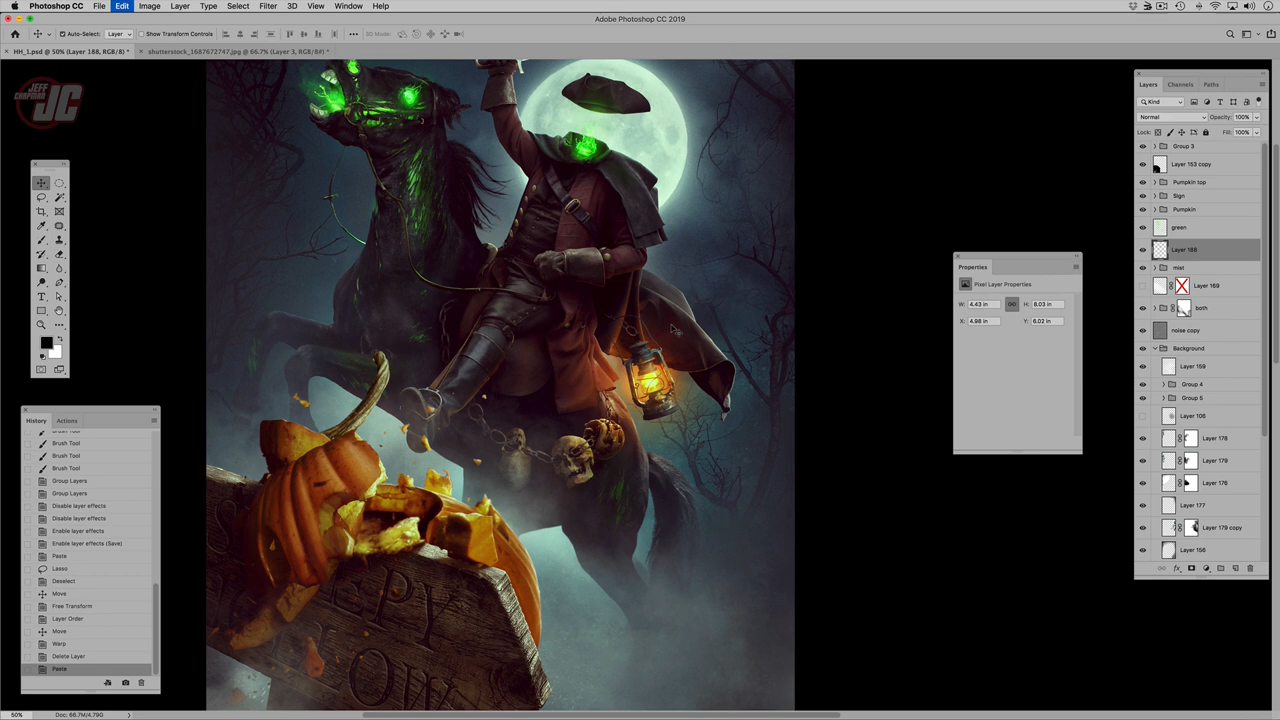 Photoshop CC File Edit Image Layer Type Select Filter 3D View Window Help
Adobe Photoshop CC 2019
Auto-Select: Layer Show Transform Controls 3D Mode:
HH_1.psd @ 50% (Layer 188, RGB/8) * shutterstock_1687672747.jpg @ 66.7% (Layer 3, RGB/8#) *
JEFF
CHAPMAN
JC
Layers Channels Paths
Kind
Normal Opacity: 100%
Lock: Fill: 100%
Group 3
Layer 153 copy
Pumpkin top
Sign
Pumpkin
green
Layer 188
mist
Layer 169
both
noise copy
Background
Layer 159
Group 4
Group 5
Layer 106
Layer 178
Layer 179
Layer 176
Layer 177
Layer 179 copy
Layer 156
Properties
Pixel Layer Properties
W: 4.43 in H: 8.03 in
X: 4.98 in Y: 6.02 in
History Actions
Brush Tool
Brush Tool
Brush Tool
Group Layers
Group Layers
Disable layer effects
Disable layer effects
Enable layer effects
Enable layer effects (Save)
Paste
Lasso
Deselect
Move
Free Transform
Layer Order
Move
Warp
Delete Layer
Paste
50% Doc: 66.7M/4.79G